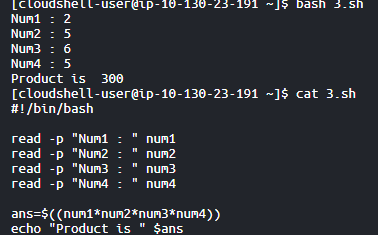 [cloudshell-user@ip-10-130-23-191 ~]$ bash 3.sh
Num1 : 2
Num2 : 5
Num3 : 6
Num4 : 5
Product is  300
[cloudshell-user@ip-10-130-23-191 ~]$ cat 3.sh
#!/bin/bash
read -p "Num1 : " num1
read -p "Num2 : " num2
read -p "Num3 : " num3
read -p "Num4 : " num4
ans=$((num1*num2*num3*num4))
echo "Product is " $ans